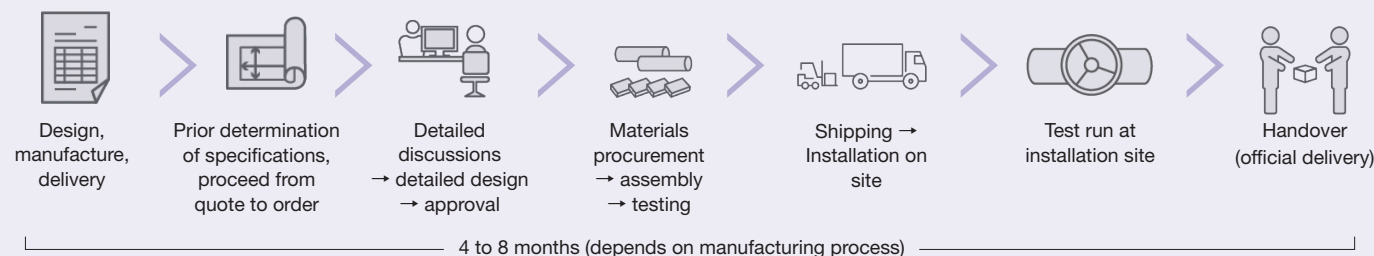 Design,
manufacture,
delivery
Prior determination
of specifications,
proceed from
quote to order
Detailed
discussions
→ detailed design
→ approval
Materials
procurement
→ assembly
→ testing
Shipping →
Installation on
site
Test run at
installation site
Handover
(official delivery)
4 to 8 months (depends on manufacturing process)